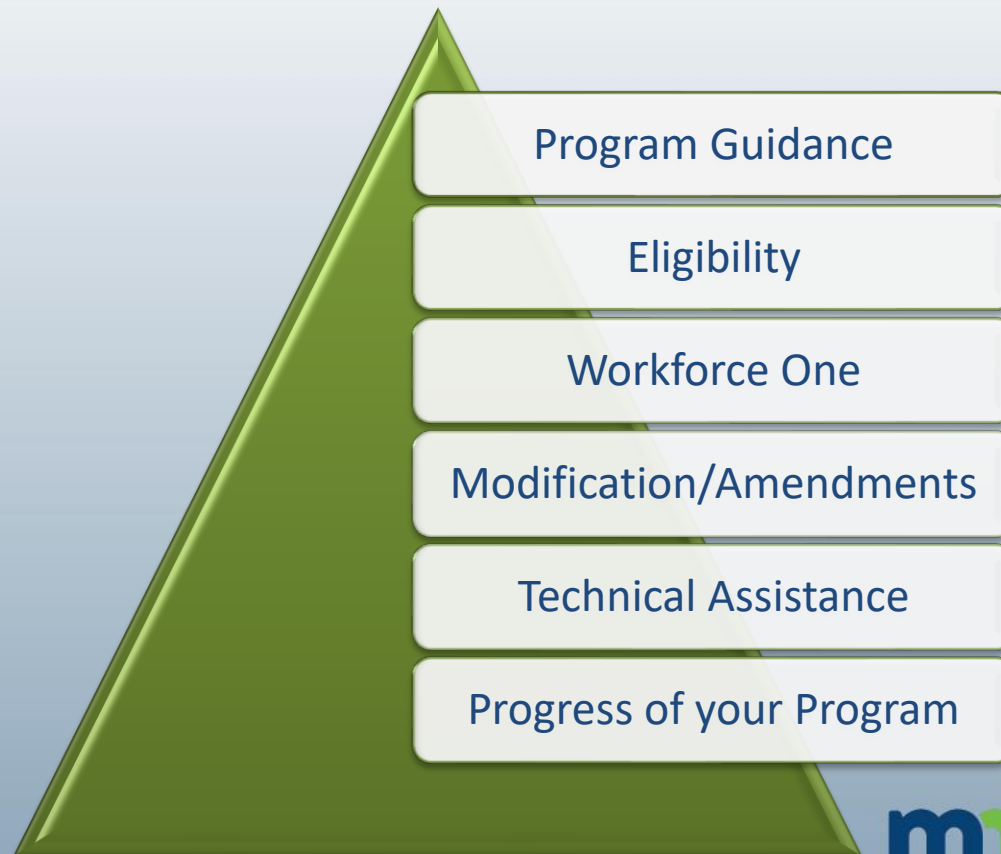 Program Guidance
Eligibility
Workforce One
Modification/Amendments
Technical Assistance
Progress of your Program
m